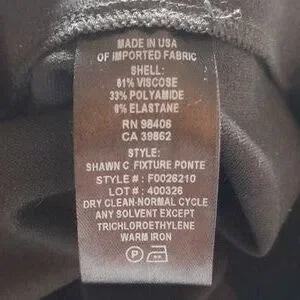 MADE IN USA
OF IMPORTED FABRIC
SHELL:
61% VISCOSE
33% POLYAMIDE
6% ELASTANE
RN 98406
CA 39862
STYLE:
SHAWN C FIXTURE PONTE
STYLE # : F0026210
LOT # : 400326
DRY CLEAN-NORMAL CYCLE
ANY SOLVENT EXCEPT
TRICHLOROETHYLENE
WARM IRON
P